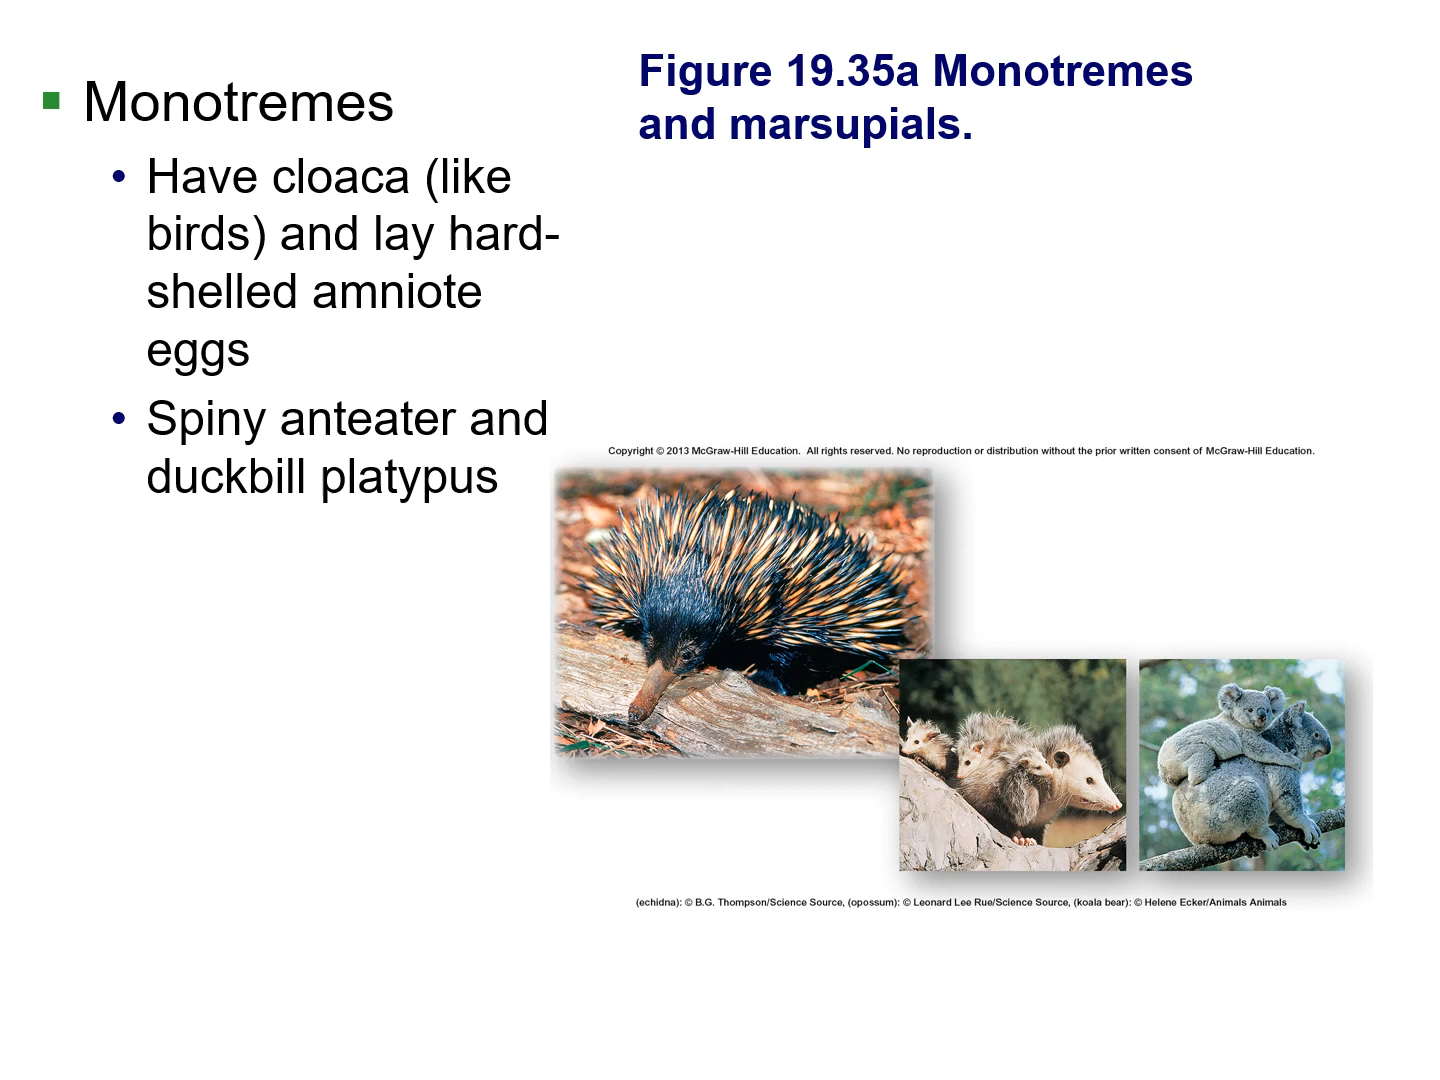 Monotremes
Have cloaca (like
birds) and lay hard-
shelled amniote
eggs
Spiny anteater and
duckbill platypus
Figure 19.35a Monotremes
and marsupials.
Copyright © 2013 McGraw-Hill Education. All rights reserved. No reproduction or distribution without the prior written consent of McGraw-Hill Education.
(echidna): © B.G. Thompson/Science Source, (opossum): © Leonard Lee Rue/Science Source, (koala bear): © Helene Ecker/Animals Animals